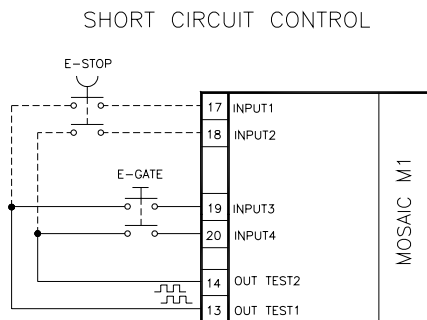 SHORT CIRCUIT CONTROL
E-STOP
17 INPUT1
18 INPUT2
E-GATE
19 INPUT3
20 INPUT4
14 OUT TEST2
13 OUT TEST1
MOSAIC M1